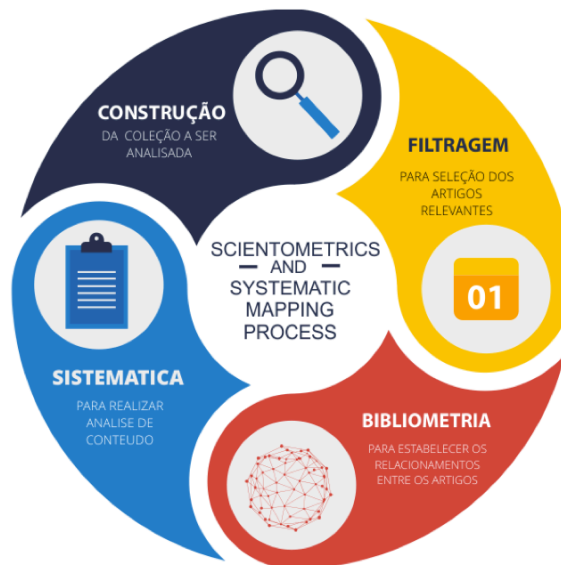 CONSTRUÇÃO
DA COLEÇÃO A SER
ANALISADA
FILTRAGEM
PARA SELEÇÃO DOS
ARTIGOS
RELEVANTES
01
SCIENTOMETRICS
AND
SYSTEMATIC
MAPPING
PROCESS
BIBLIOMETRIA
PARA ESTABELECER OS
RELACIONAMENTOS
ENTRE OS ARTIGOS
SISTEMATICA
PARA REALIZAR
ANALISE DE
CONTEUDO